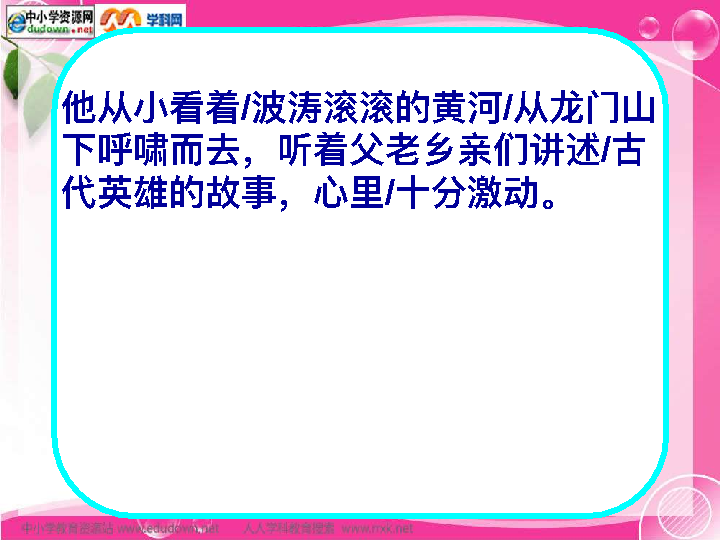 中小学资源网
edudown.net
学科网
他从小看着/波涛滚滚的黄河/从龙门山
下呼啸而去，听着父老乡亲们讲述/古
代英雄的故事，心里/十分激动。
中小学教育资源站 www.edudown.net 人人学科教育搜索 www.rrxk.net